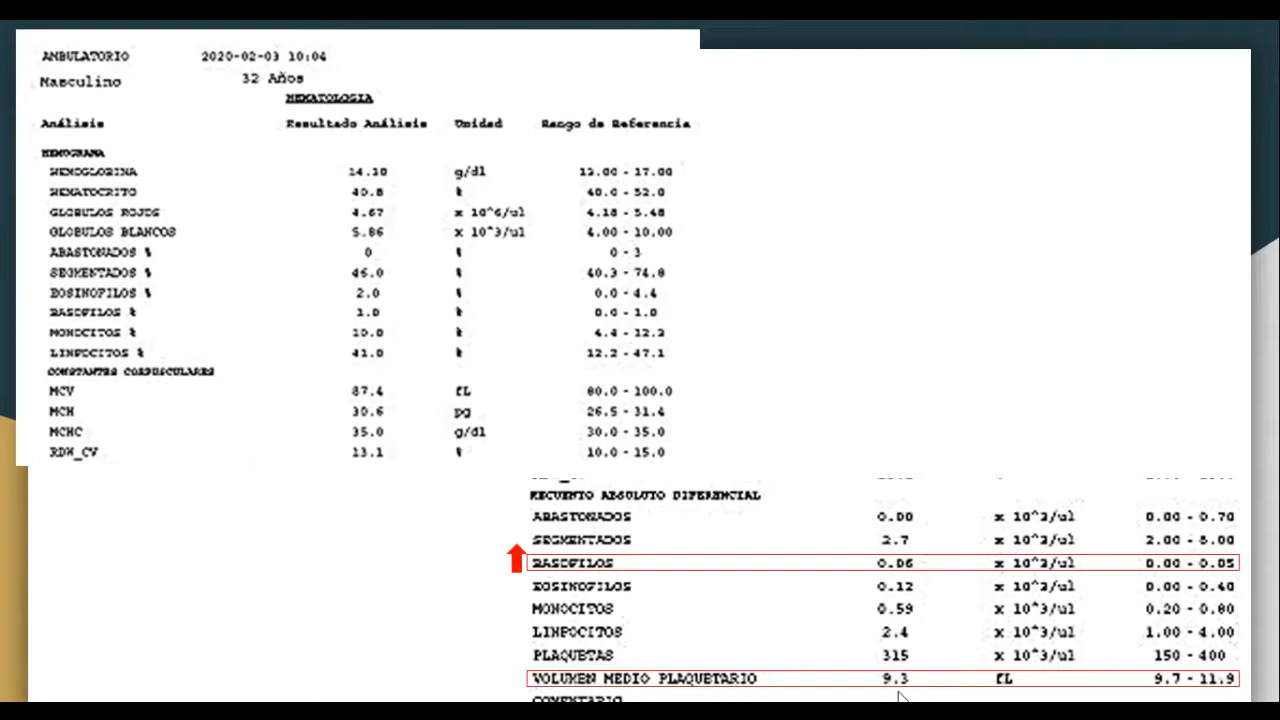 AMBULATORIO 2020-02-03 10:04
Masculino 32 Años
HEMATOLOGIA
Análisis Resultado Análisis Unidad Rango de Referencia
HEMOGRAMA
HEMOGLOBINA 14.30 g/dl 13.00 - 17.00
HEMATOCRITO 40.8 % 40.0 - 52.0
GLOBULOS ROJOS 4.67 x 10^6/ul 4.18 - 5.48
GLOBULOS BLANCOS 5.86 x 10^3/ul 4.00 - 10.00
ABASTONADOS % 0 % 0 - 3
SEGMENTADOS % 46.0 % 40.3 - 74.8
EOSINOFILOS % 2.0 % 0.0 - 4.4
BASOFILOS % 1.0 % 0.0 - 1.0
MONOCITOS % 10.0 % 4.4 - 12.2
LINFOCITOS % 41.0 % 12.2 - 47.1
CONSTANTES CORPUSCULARES
MCV 87.4 fL 80.0 - 100.0
MCH 30.6 pg 26.5 - 31.4
MCHC 35.0 g/dl 30.0 - 35.0
RDW_CV 13.1 % 10.0 - 15.0
RECUENTO ABSOLUTO DIFERENCIAL
ABASTONADOS 0.00 x 10^3/ul 0.00 - 0.70
SEGMENTADOS 2.7 x 10^3/ul 2.00 - 6.00
BASOFILOS 0.06 x 10^3/ul 0.00 - 0.05
EOSINOFILOS 0.12 x 10^3/ul 0.00 - 0.40
MONOCITOS 0.59 x 10^3/ul 0.20 - 0.80
LINFOCITOS 2.4 x 10^3/ul 1.00 - 4.00
PLAQUETAS 315 x 10^3/ul 150 - 400
VOLUMEN MEDIO PLAQUETARIO 9.3 fL 9.7 - 11.9
COMENTARIO